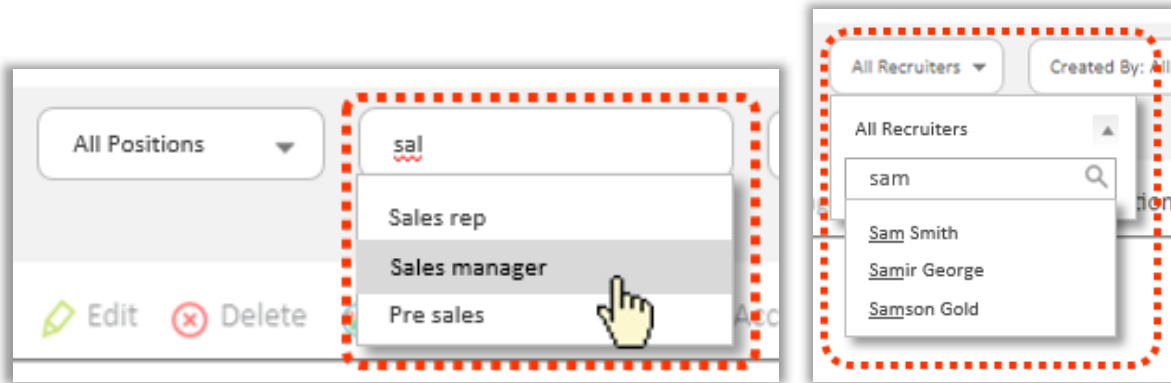 All Positions
sal
Sales rep
Sales manager
Pre sales
Edit
Delete
All Recruiters
Created By: All
All Recruiters
sam
Sam Smith
Samir George
Samson Gold